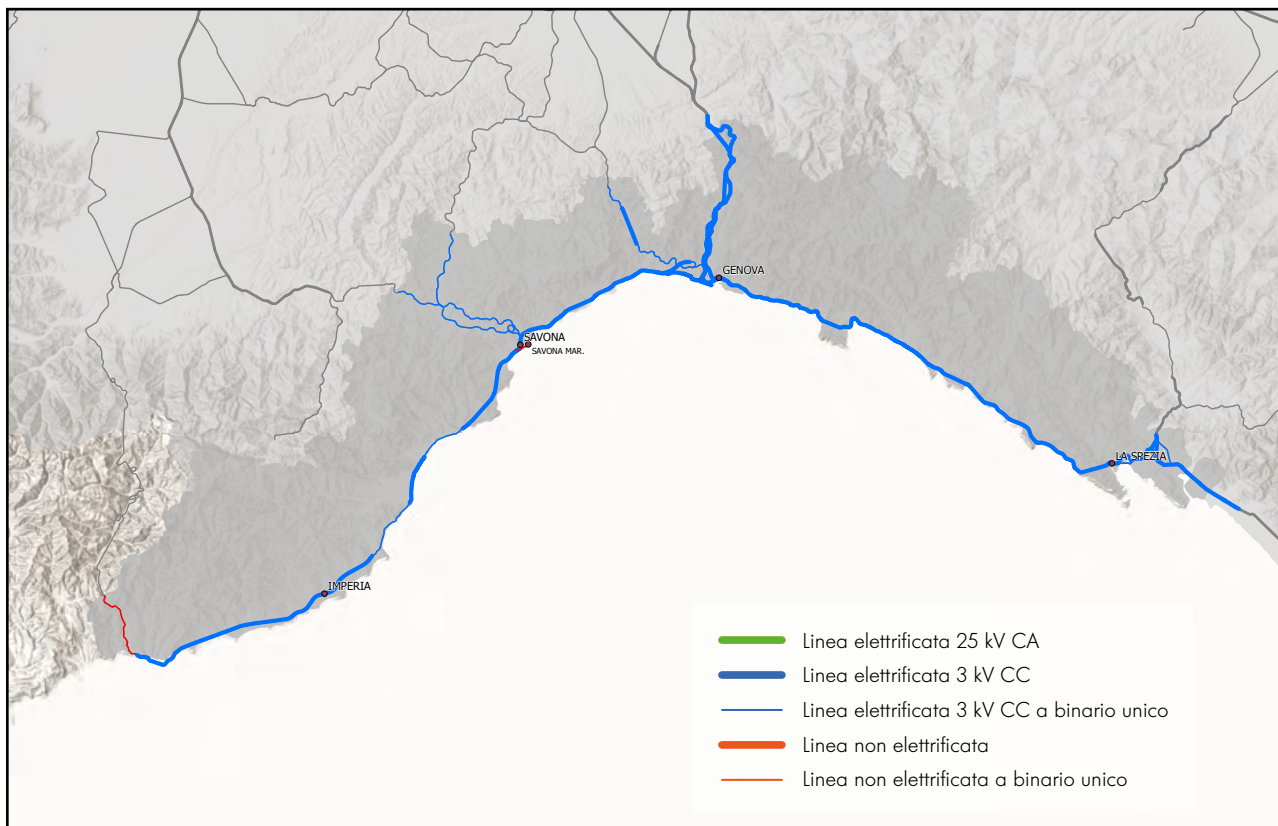 GENOVA
SAVONA
SAVONA MAR.
LA SPEZIA
IMPERIA
Linea elettrificata 25 kV CA
Linea elettrificata 3 kV CC
Linea elettrificata 3 kV CC a binario unico
Linea non elettrificata
Linea non elettrificata a binario unico